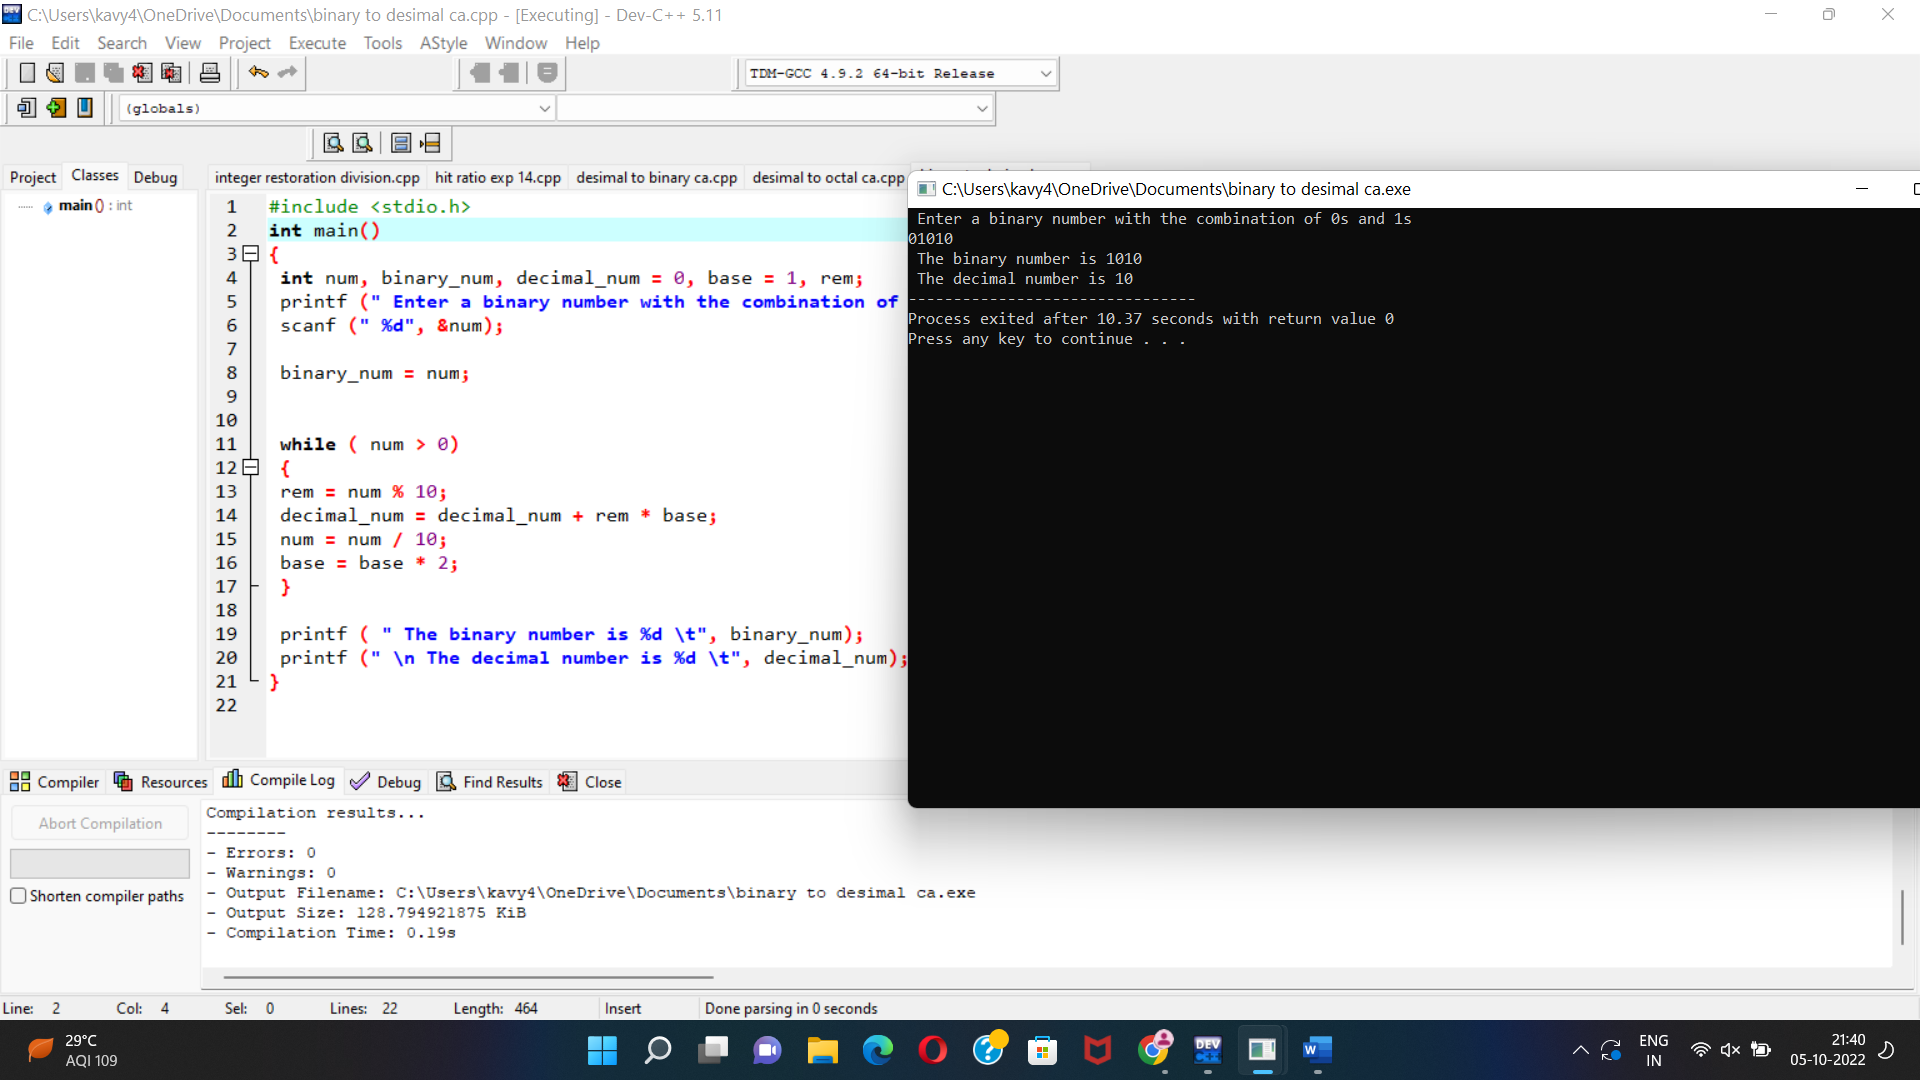 C:\Users\kavy4\OneDrive\Documents\binary to desimal ca.cpp - [Executing] - Dev-C++ 5.11
File Edit Search View Project Execute Tools AStyle Window Help
TDM-GCC 4.9.2 64-bit Release
(globals)
Project Classes Debug
integer restoration division.cpp hit ratio exp 14.cpp desimal to binary ca.cpp desimal to octal ca.cpp
main () : int
1 #include <stdio.h>
2 int main()
3 {
4 int num, binary_num, decimal_num = 0, base = 1, rem;
5 printf (" Enter a binary number with the combination of
6 scanf (" %d", &num);
7
8 binary_num = num;
9
10
11 while ( num > 0)
12 {
13 rem = num % 10;
14 decimal_num = decimal_num + rem * base;
15 num = num / 10;
16 base = base * 2;
17 }
18
19 printf ( " The binary number is %d \t", binary_num);
20 printf (" \n The decimal number is %d \t", decimal_num);
21 }
22
C:\Users\kavy4\OneDrive\Documents\binary to desimal ca.exe
Enter a binary number with the combination of 0s and 1s
01010
The binary number is 1010
The decimal number is 10
--------------------------------
Process exited after 10.37 seconds with return value 0
Press any key to continue . . .
Compiler Resources Compile Log Debug Find Results Close
Abort Compilation
Shorten compiler paths
Compilation results...
--------
- Errors: 0
- Warnings: 0
- Output Filename: C:\Users\kavy4\OneDrive\Documents\binary to desimal ca.exe
- Output Size: 128.794921875 KiB
- Compilation Time: 0.19s
Line: 2 Col: 4 Sel: 0 Lines: 22 Length: 464 Insert Done parsing in 0 seconds
29°C
AQI 109
DEV
C++
W
ENG
IN
21:40
05-10-2022